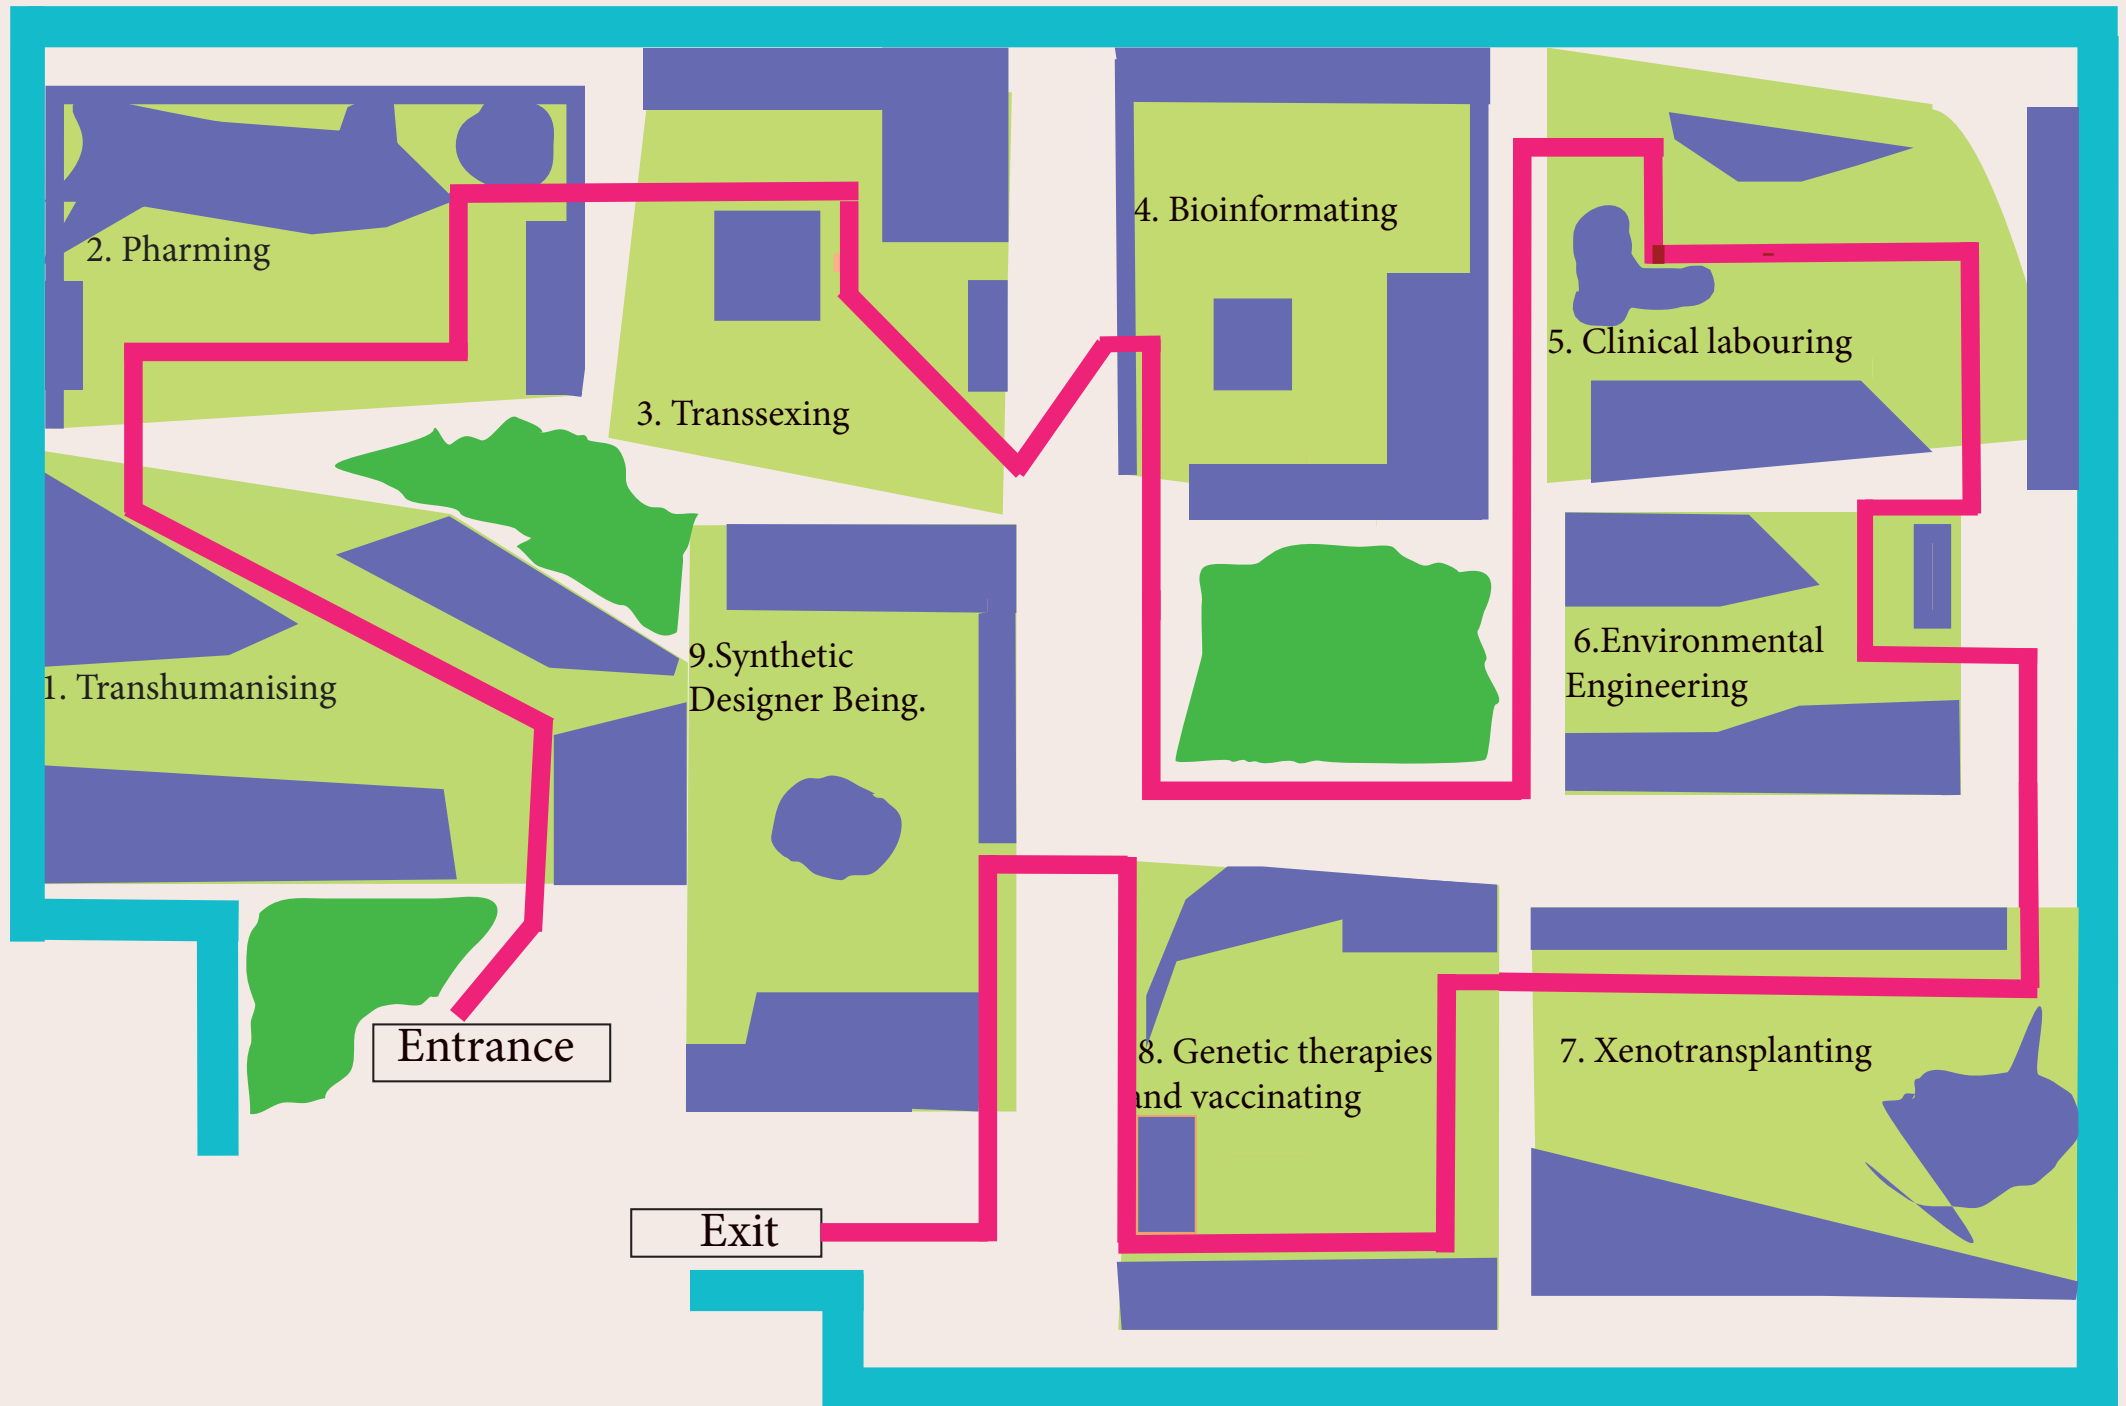 2. Pharming
3. Transsexing
4. Bioinformating
5. Clinical labouring
1. Transhumanising
9.Synthetic
Designer Being.
6.Environmental
Engineering
Entrance
8. Genetic therapies
and vaccinating
7. Xenotransplanting
Exit